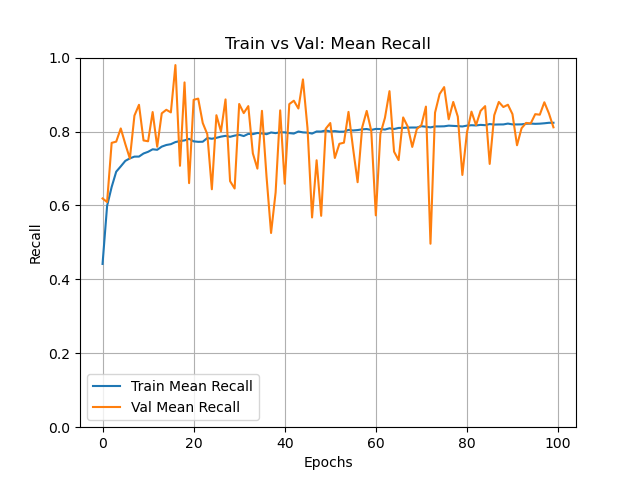 Train vs Val: Mean Recall
1.0
0.8
0.6
0.4
0.2
0.0
Recall
Train Mean Recall
Val Mean Recall
0 20 40 60 80 100
Epochs